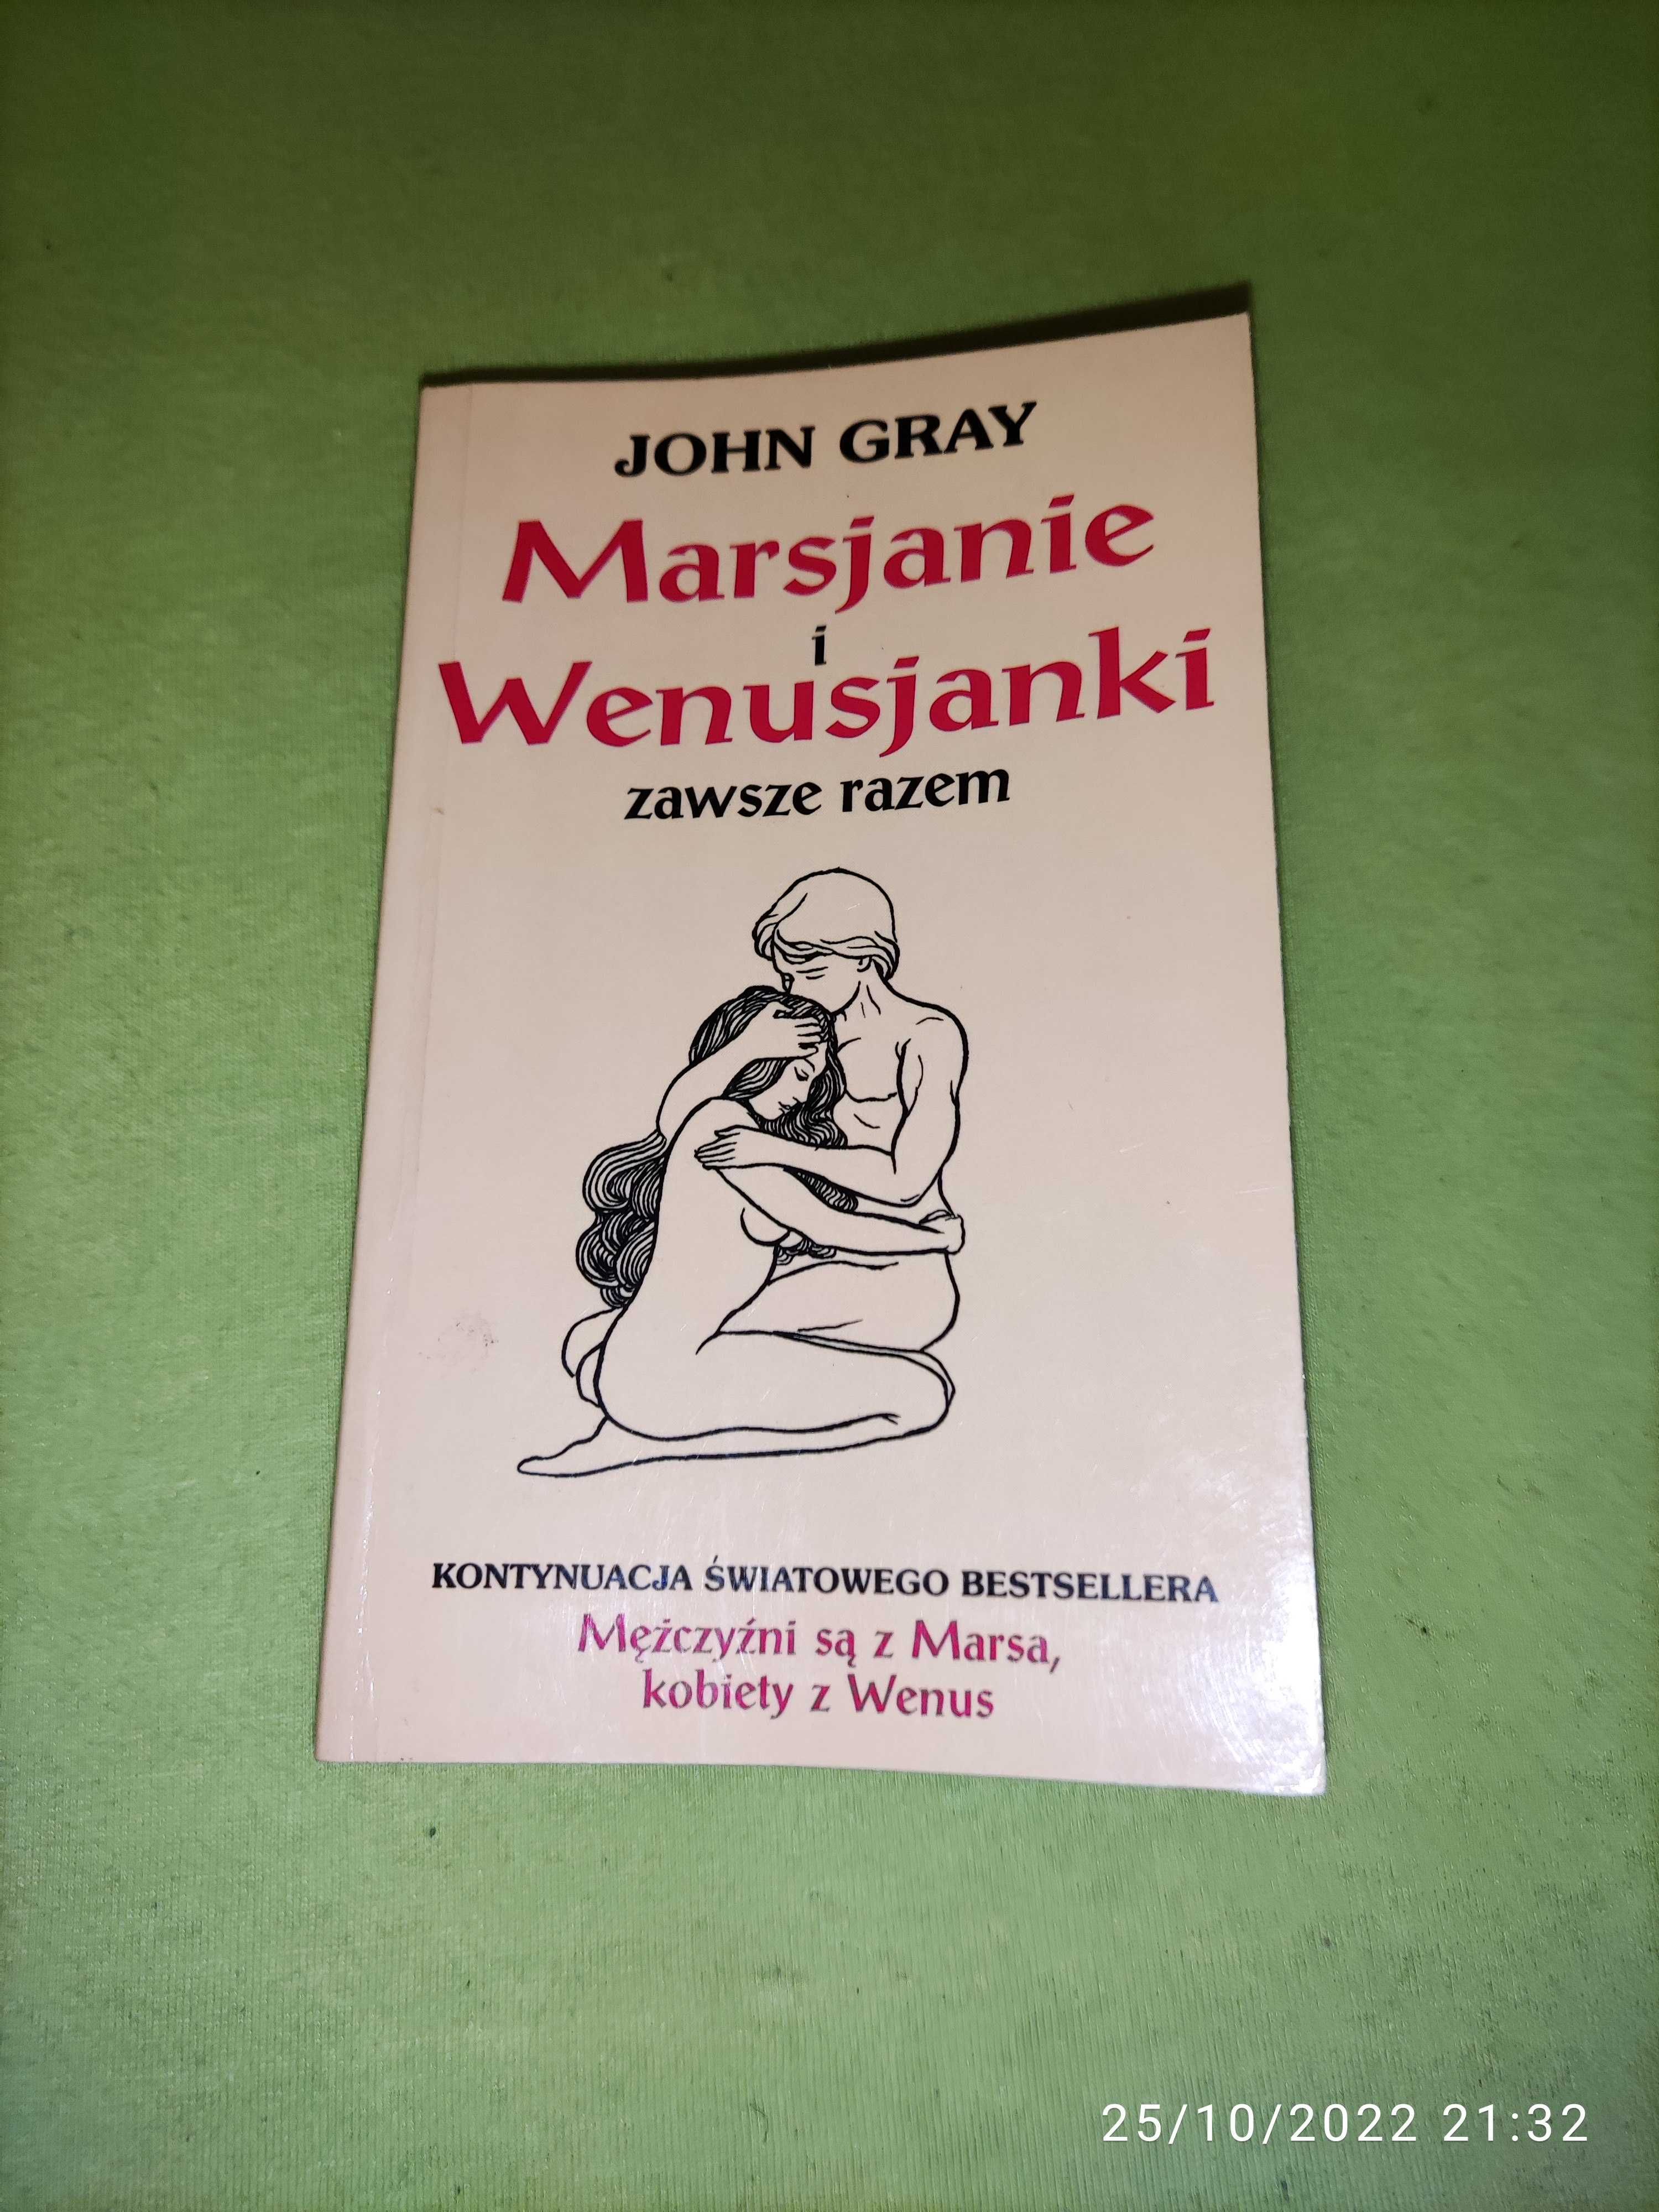 JOHN GRAY
Marsjanie
i
Wenusjanki
zawsze razem
KONTYNUACJA ŚWIATOWEGO BESTSELLERA
Mężczyźni są z Marsa,
kobiety z Wenus
25/10/2022 21:32